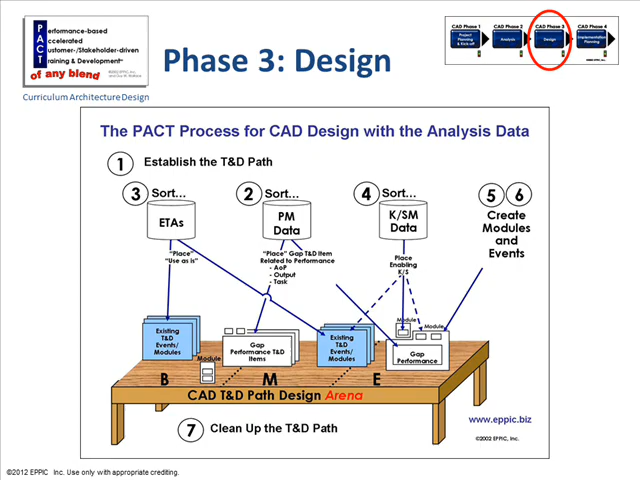 PACT
Performance-based
Accelerated
Customer-/Stakeholder-driven
Training & Development
of any blend
Curriculum Architecture Design
Phase 3: Design
CAD Phase 1
CAD Phase 2
CAD Phase 3
CAD Phase 4
Project Planning & Kick off
Analysis
Design
Implementation Planning
The PACT Process for CAD Design with the Analysis Data
1 Establish the T&D Path
3 Sort...
2 Sort...
4 Sort...
5 6
ETAs
PM
Data
K/SM
Data
Create
Modules
and
Events
"Place"
"Use as is"
"Place" Gap T&D Item
Related to Performance
- AoP
- Output
- Task
Place
Enabling
K/S
Existing
T&D
Events/
Modules
Module
Gap
Performance T&D
Items
Existing
T&D
Events/
Modules
Module
Module
Gap
Performance
B
M
E
CAD T&D Path Design Arena
7 Clean Up the T&D Path
www.eppic.biz
©2002 EPPIC, Inc.
©2012 EPPIC Inc. Use only with appropriate crediting.